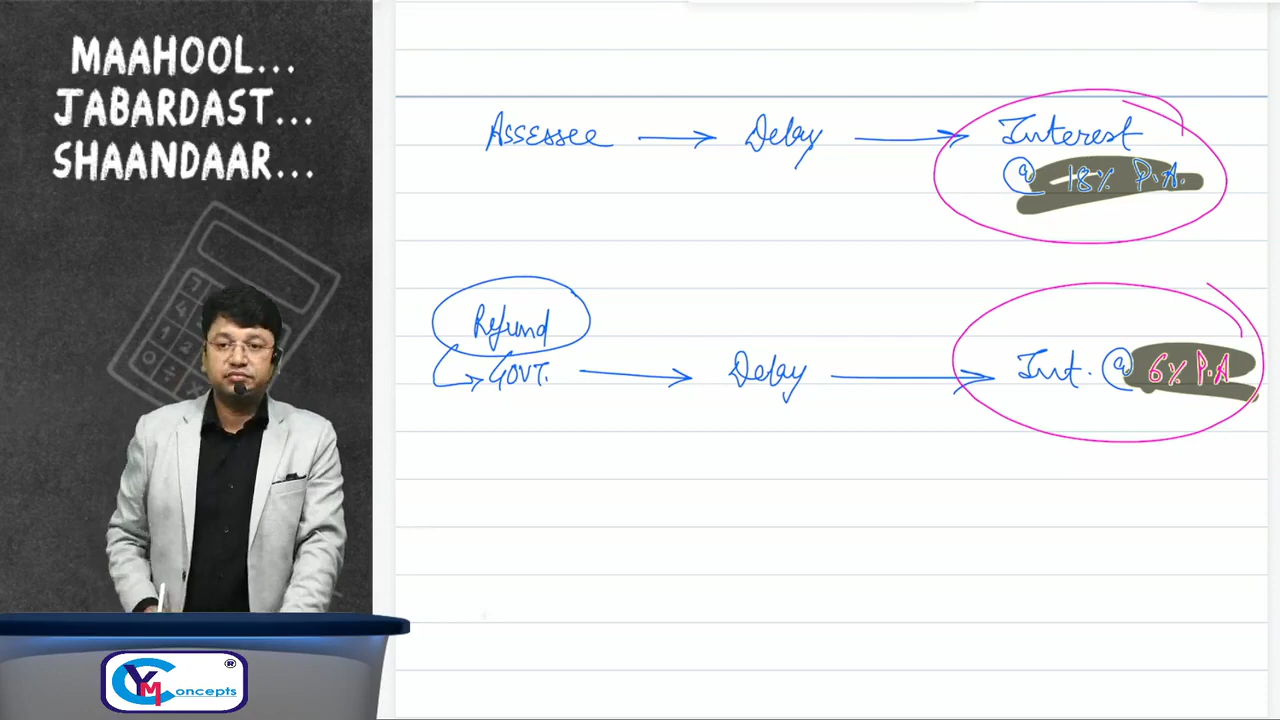 MAAHOOL...
JABARDAST...
SHAANDAAR...
Assessee → Delay → Interest
@ 18% P.A.
Refund
→ GOVT. → Delay → Int. @ 6% P.A
YM Concepts ®